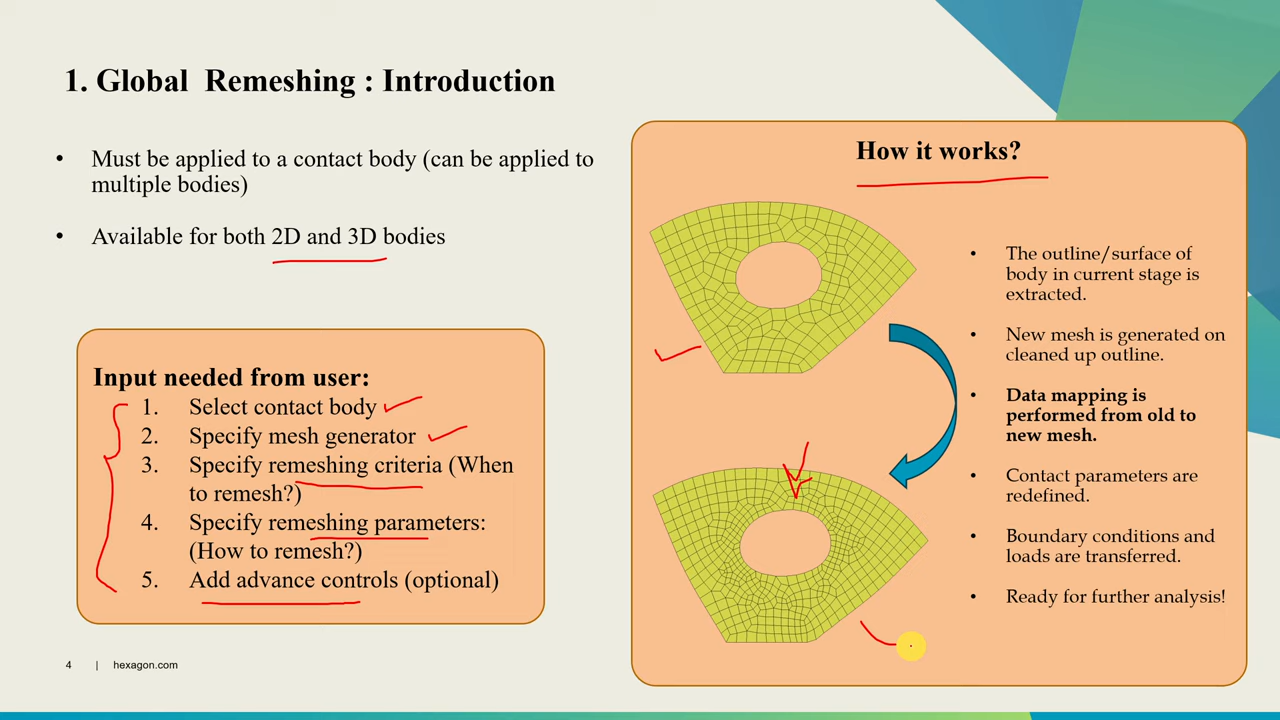 1. Global Remeshing : Introduction
• Must be applied to a contact body (can be applied to
multiple bodies)
• Available for both 2D and 3D bodies
Input needed from user:
1. Select contact body
2. Specify mesh generator
3. Specify remeshing criteria (When
to remesh?)
4. Specify remeshing parameters:
(How to remesh?)
5. Add advance controls (optional)
How it works?
• The outline/surface of
body in current stage is
extracted.
• New mesh is generated on
cleaned up outline.
• Data mapping is
performed from old to
new mesh.
• Contact parameters are
redefined.
• Boundary conditions and
loads are transferred.
• Ready for further analysis!
4 | hexagon.com